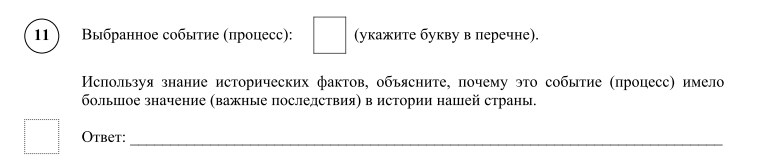 11 Выбранное событие (процесс): (укажите букву в перечне).
Используя знание исторических фактов, объясните, почему это событие (процесс) имело
большое значение (важные последствия) в истории нашей страны.
Ответ: